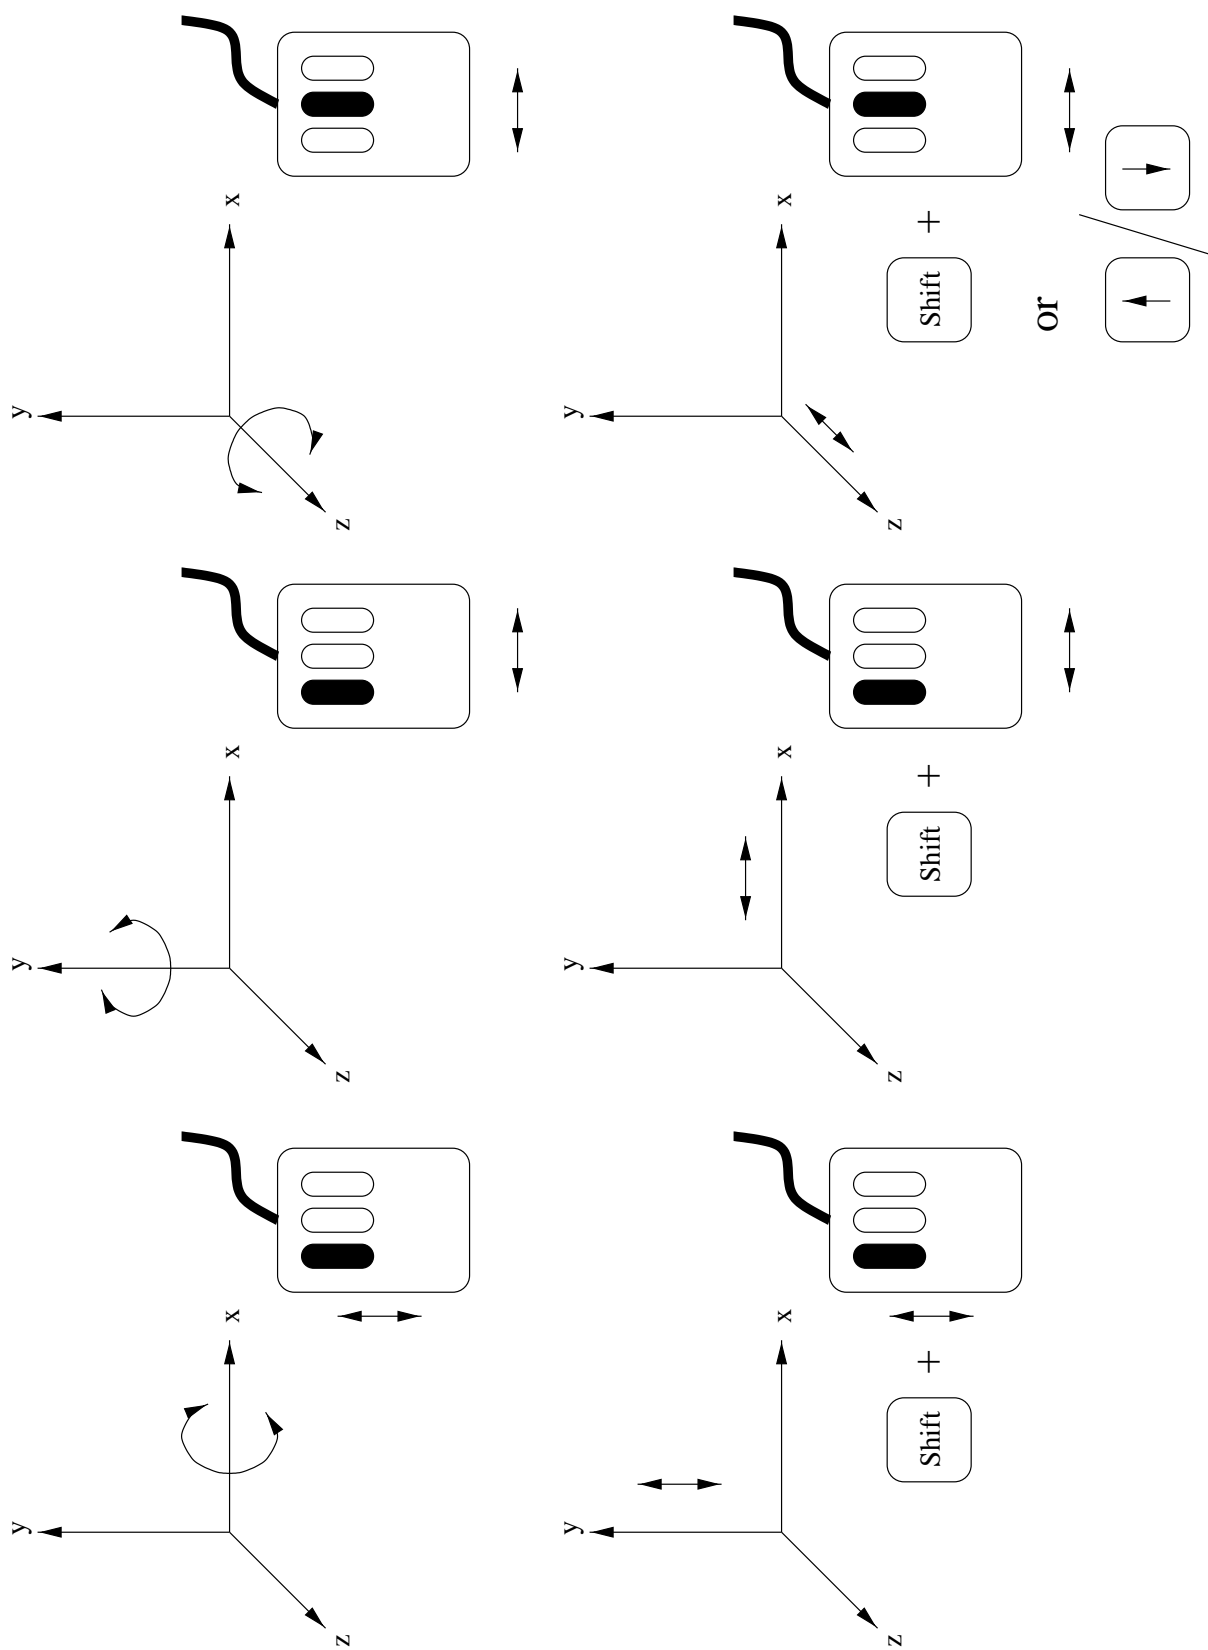 y y y
x x x
z z z
y y y
x x x
z z z
Shift + Shift + Shift +
or
↑ / ↓